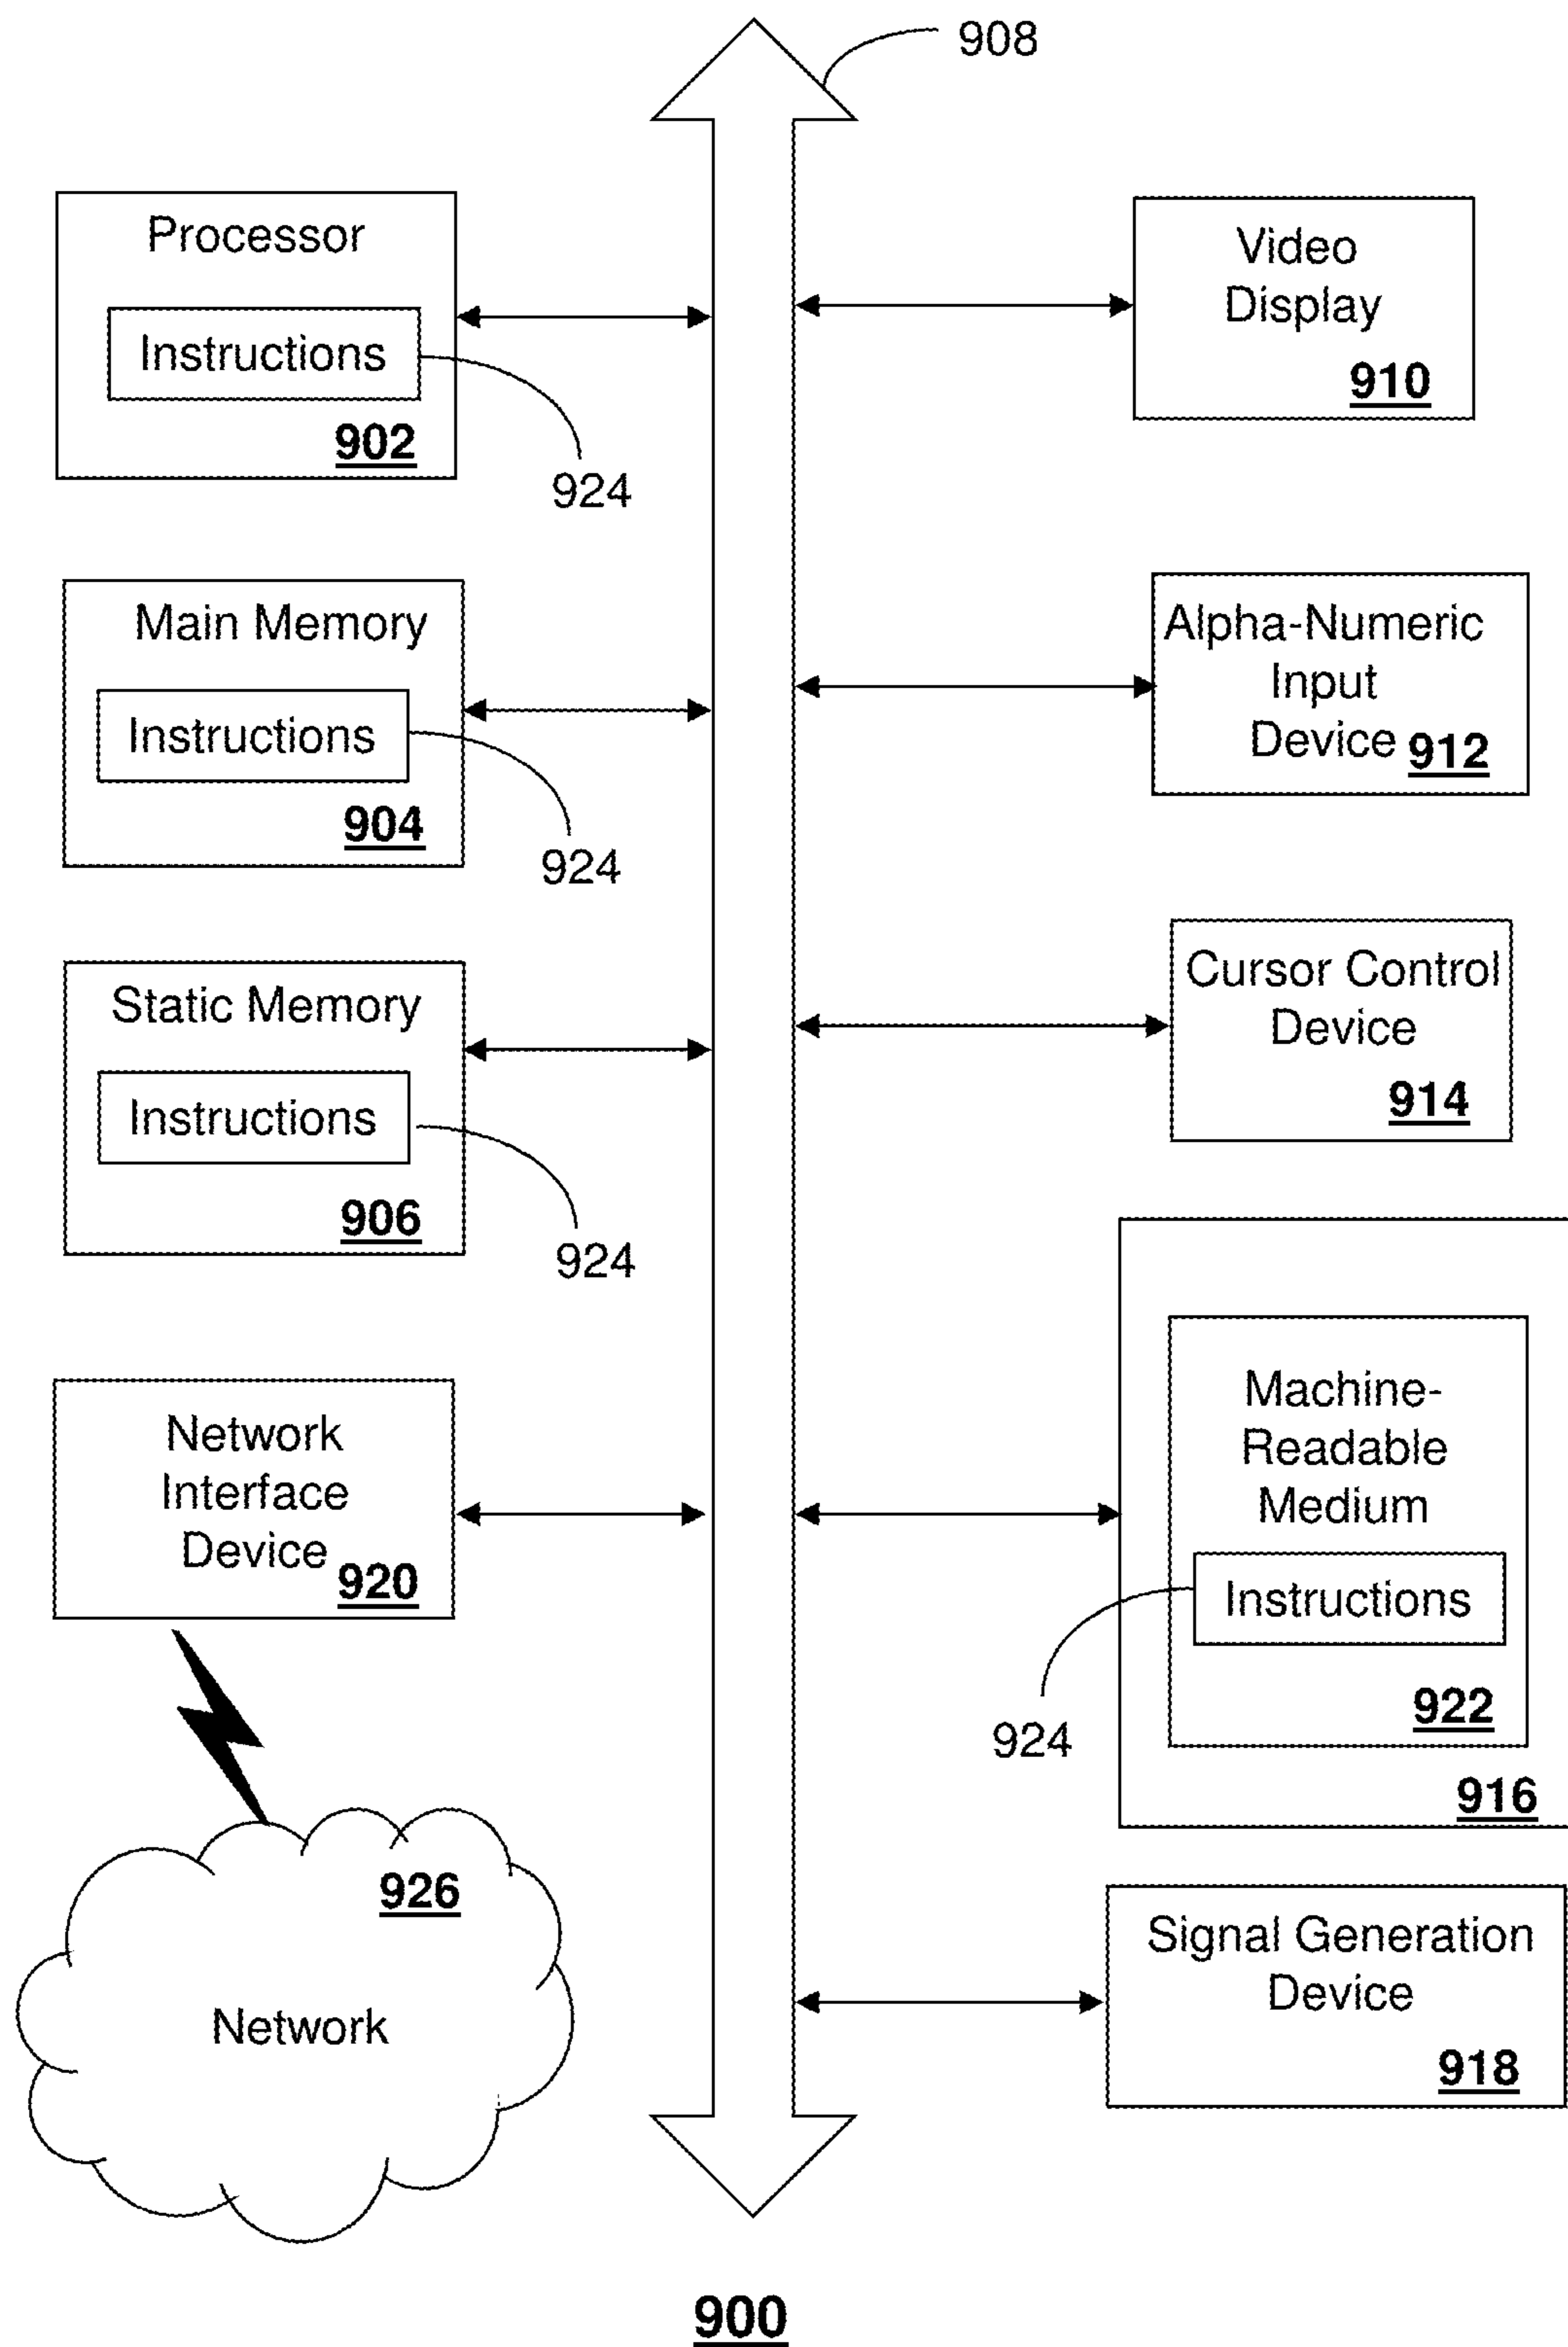 908
Processor
Instructions
902
924
Main Memory
Instructions
904
924
Static Memory
Instructions
906
924
Network
Interface
Device
920
926
Network
Video
Display
910
Alpha-Numeric
Input
Device
912
Cursor Control
Device
914
Machine-
Readable
Medium
Instructions
924
922
916
Signal Generation
Device
918
900